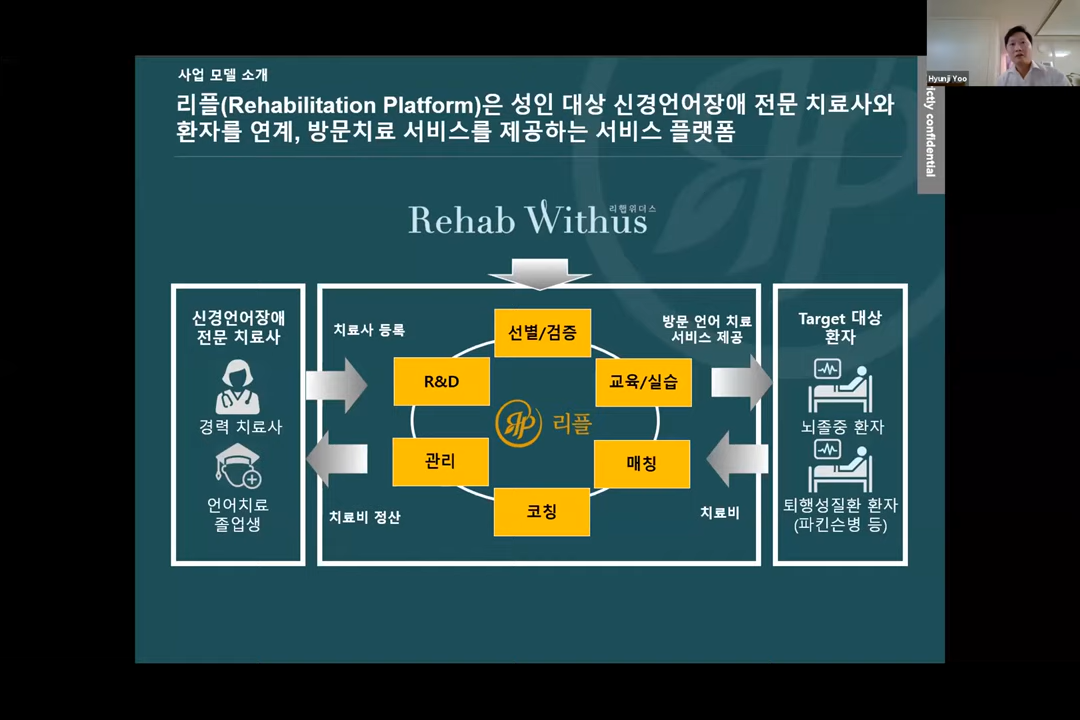 사업 모델 소개
리플(Rehabilitation Platform)은 성인 대상 신경언어장애 전문 치료사와
환자를 연계, 방문치료 서비스를 제공하는 서비스 플랫폼
Hyunji Yoo
ictly confidential
Rehab Withus
리햅위더스
신경언어장애
전문 치료사
경력 치료사
언어치료
졸업생
치료사 등록
치료비 정산
선별/검증
R&D
교육/실습
리플
관리
매칭
코칭
방문 언어 치료
서비스 제공
치료비
Target 대상
환자
뇌졸중 환자
퇴행성질환 환자
(파킨슨병 등)